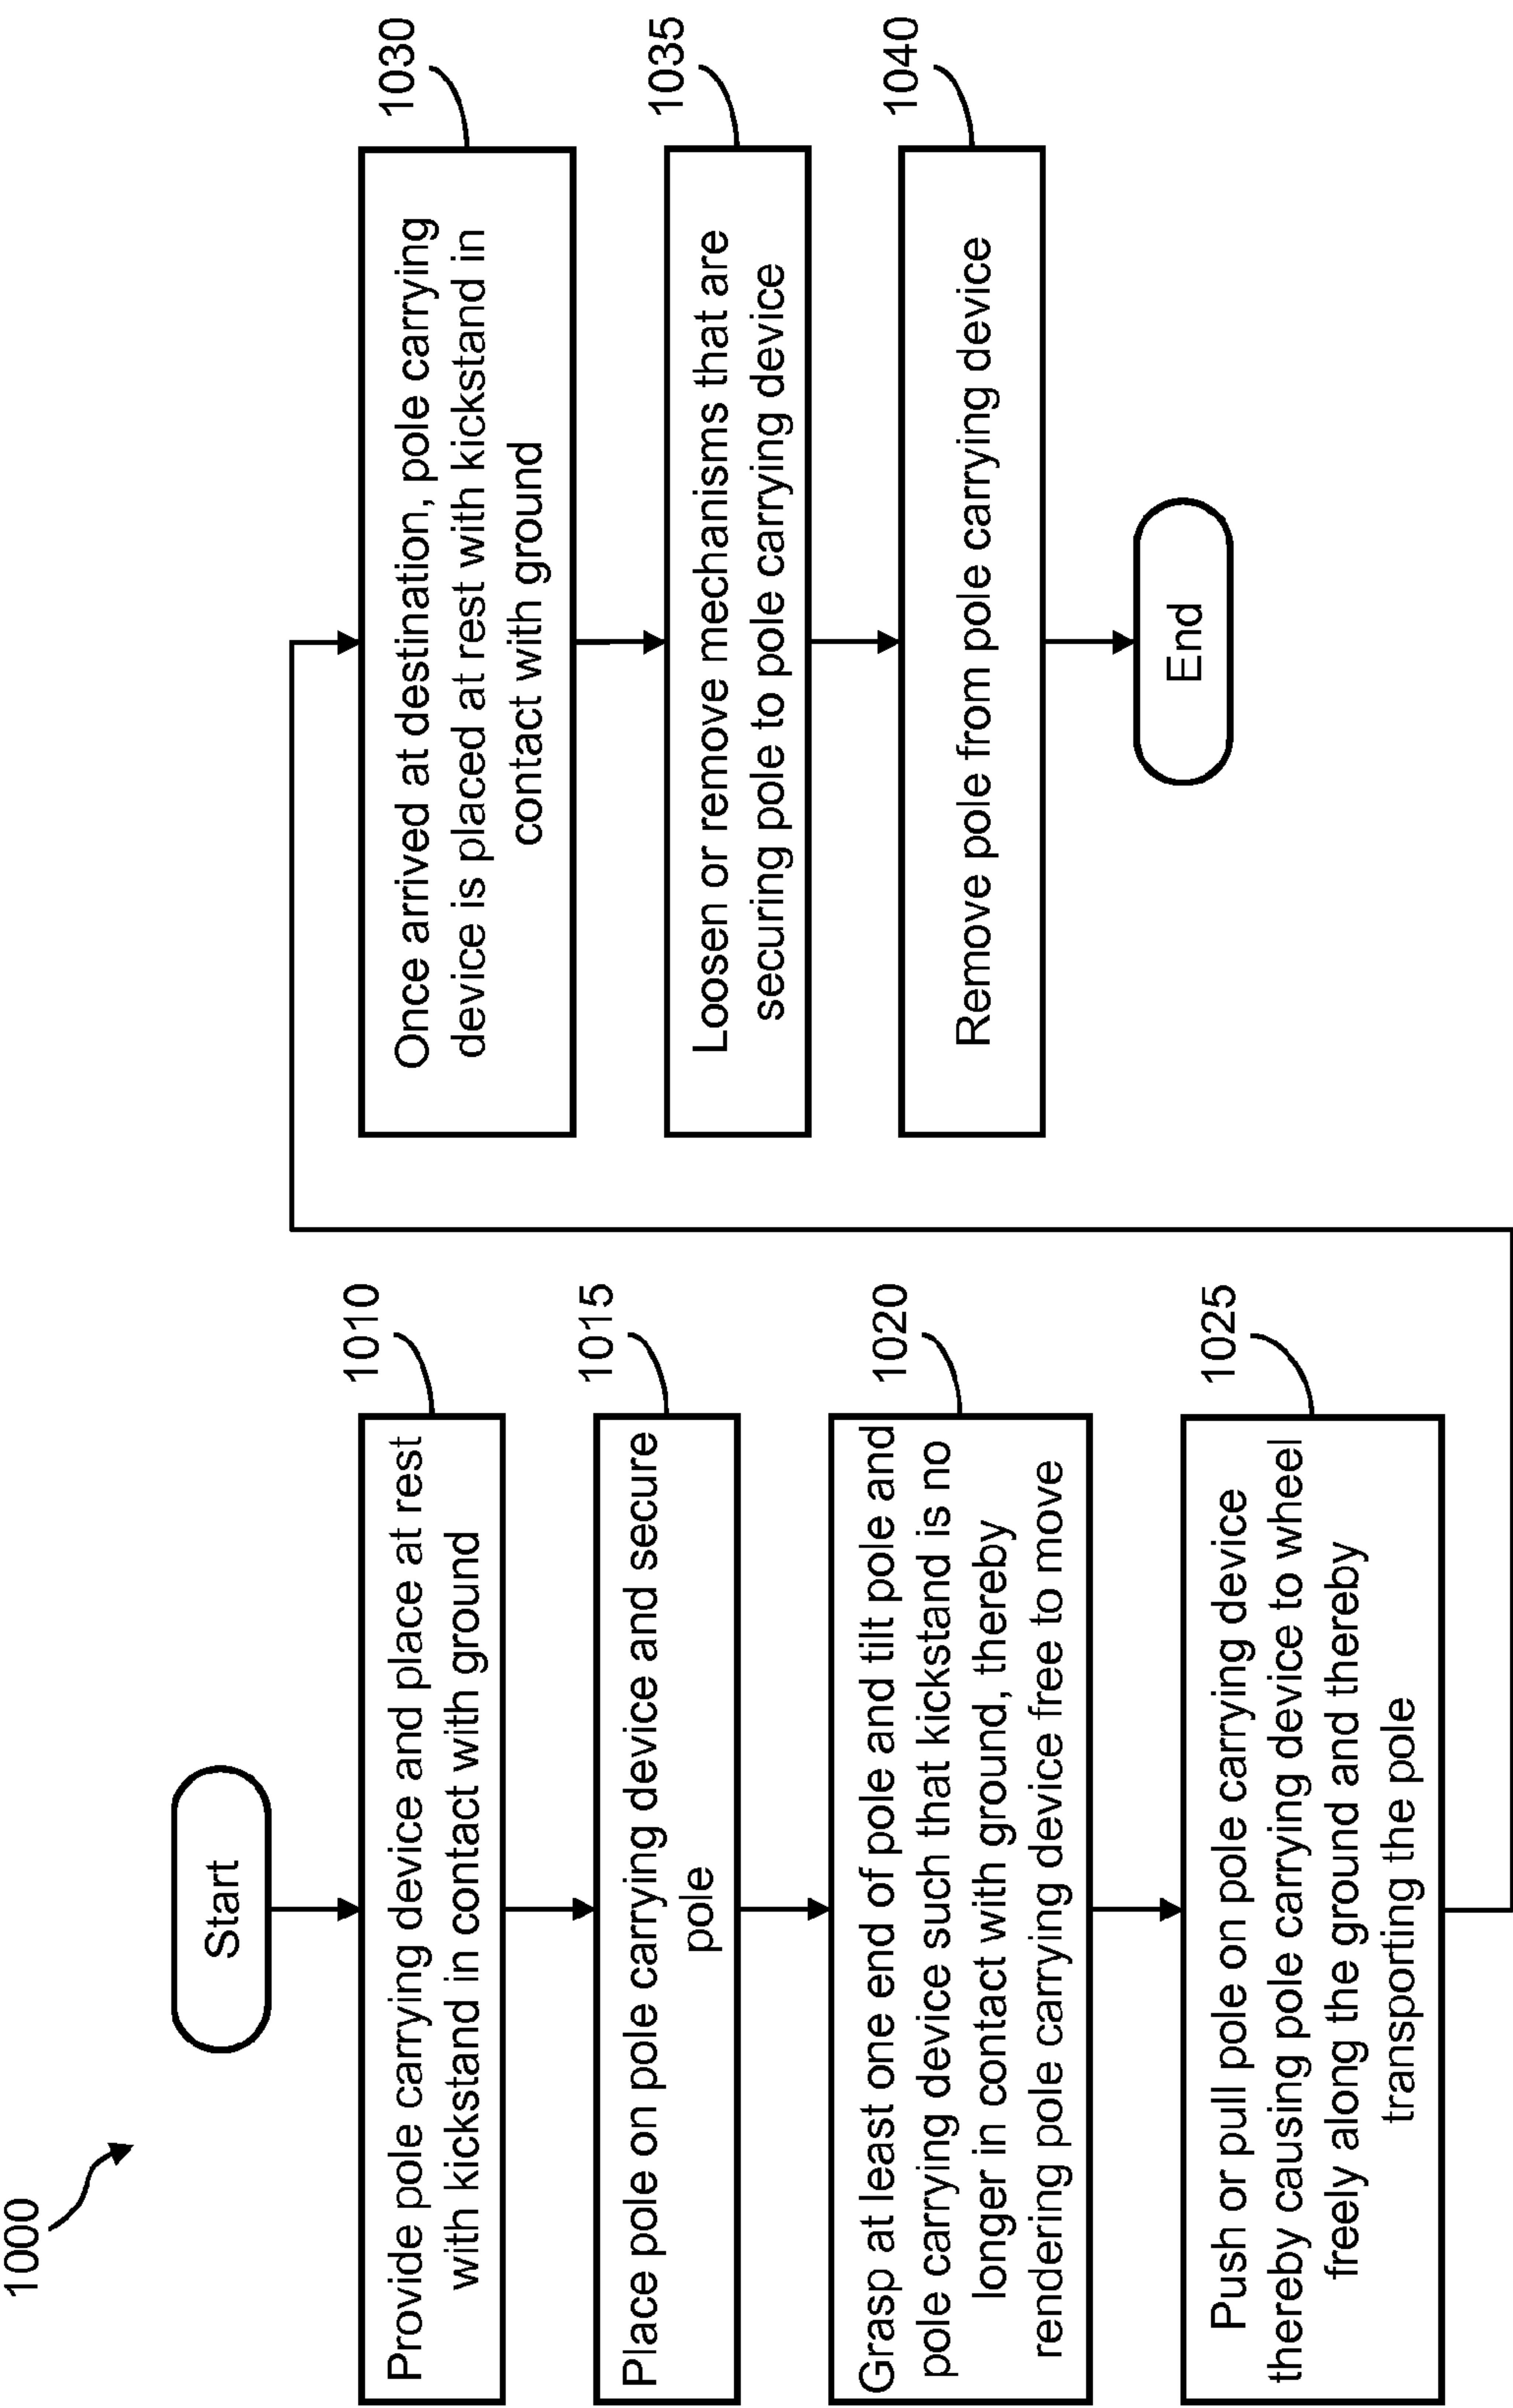 1000
Start
1010
Provide pole carrying device and place at rest
with kickstand in contact with ground
1015
Place pole on pole carrying device and secure
pole
1020
Grasp at least one end of pole and tilt pole and
pole carrying device such that kickstand is no
longer in contact with ground, thereby
rendering pole carrying device free to move
1025
Push or pull pole on pole carrying device
thereby causing pole carrying device to wheel
freely along the ground and thereby
transporting the pole
1030
Once arrived at destination, pole carrying
device is placed at rest with kickstand in
contact with ground
1035
Loosen or remove mechanisms that are
securing pole to pole carrying device
1040
Remove pole from pole carrying device
End